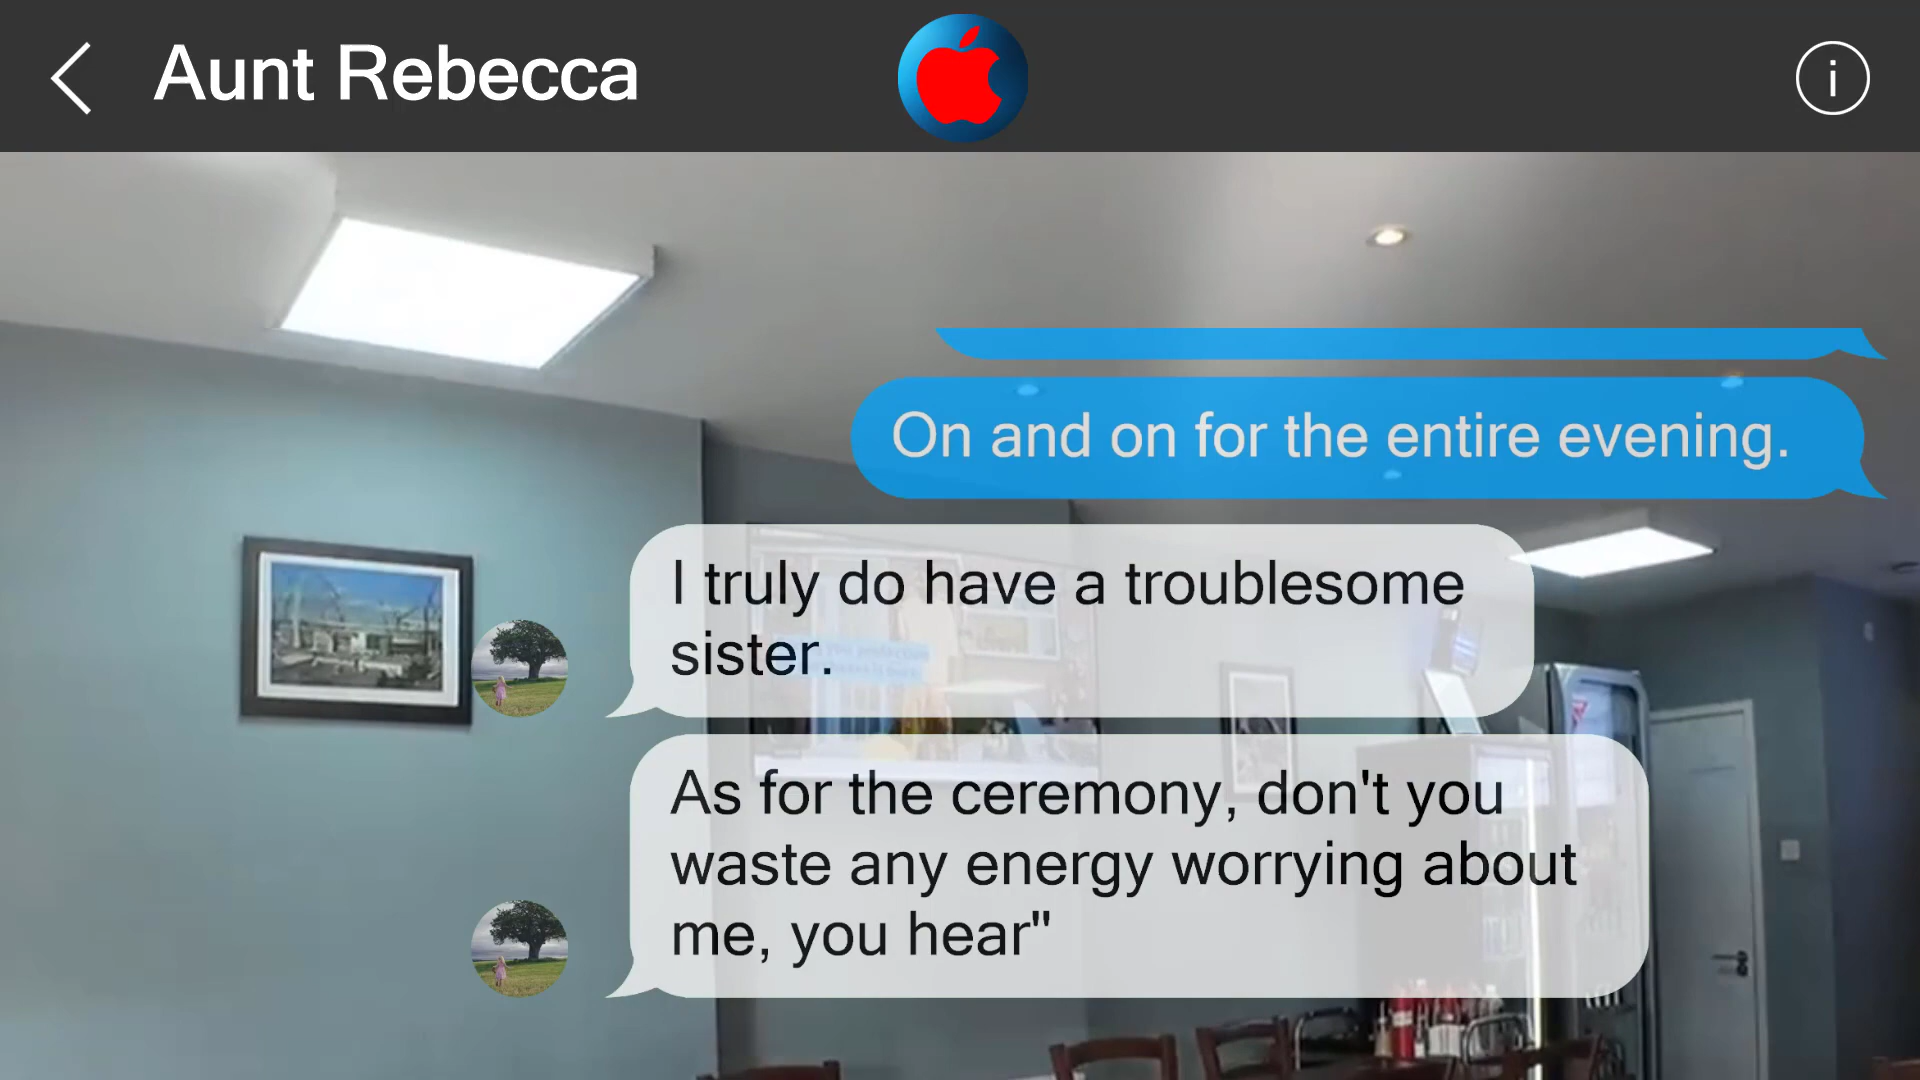 Aunt Rebecca
On and on for the entire evening.
I truly do have a troublesome
sister.
As for the ceremony, don't you
waste any energy worrying about
me, you hear"